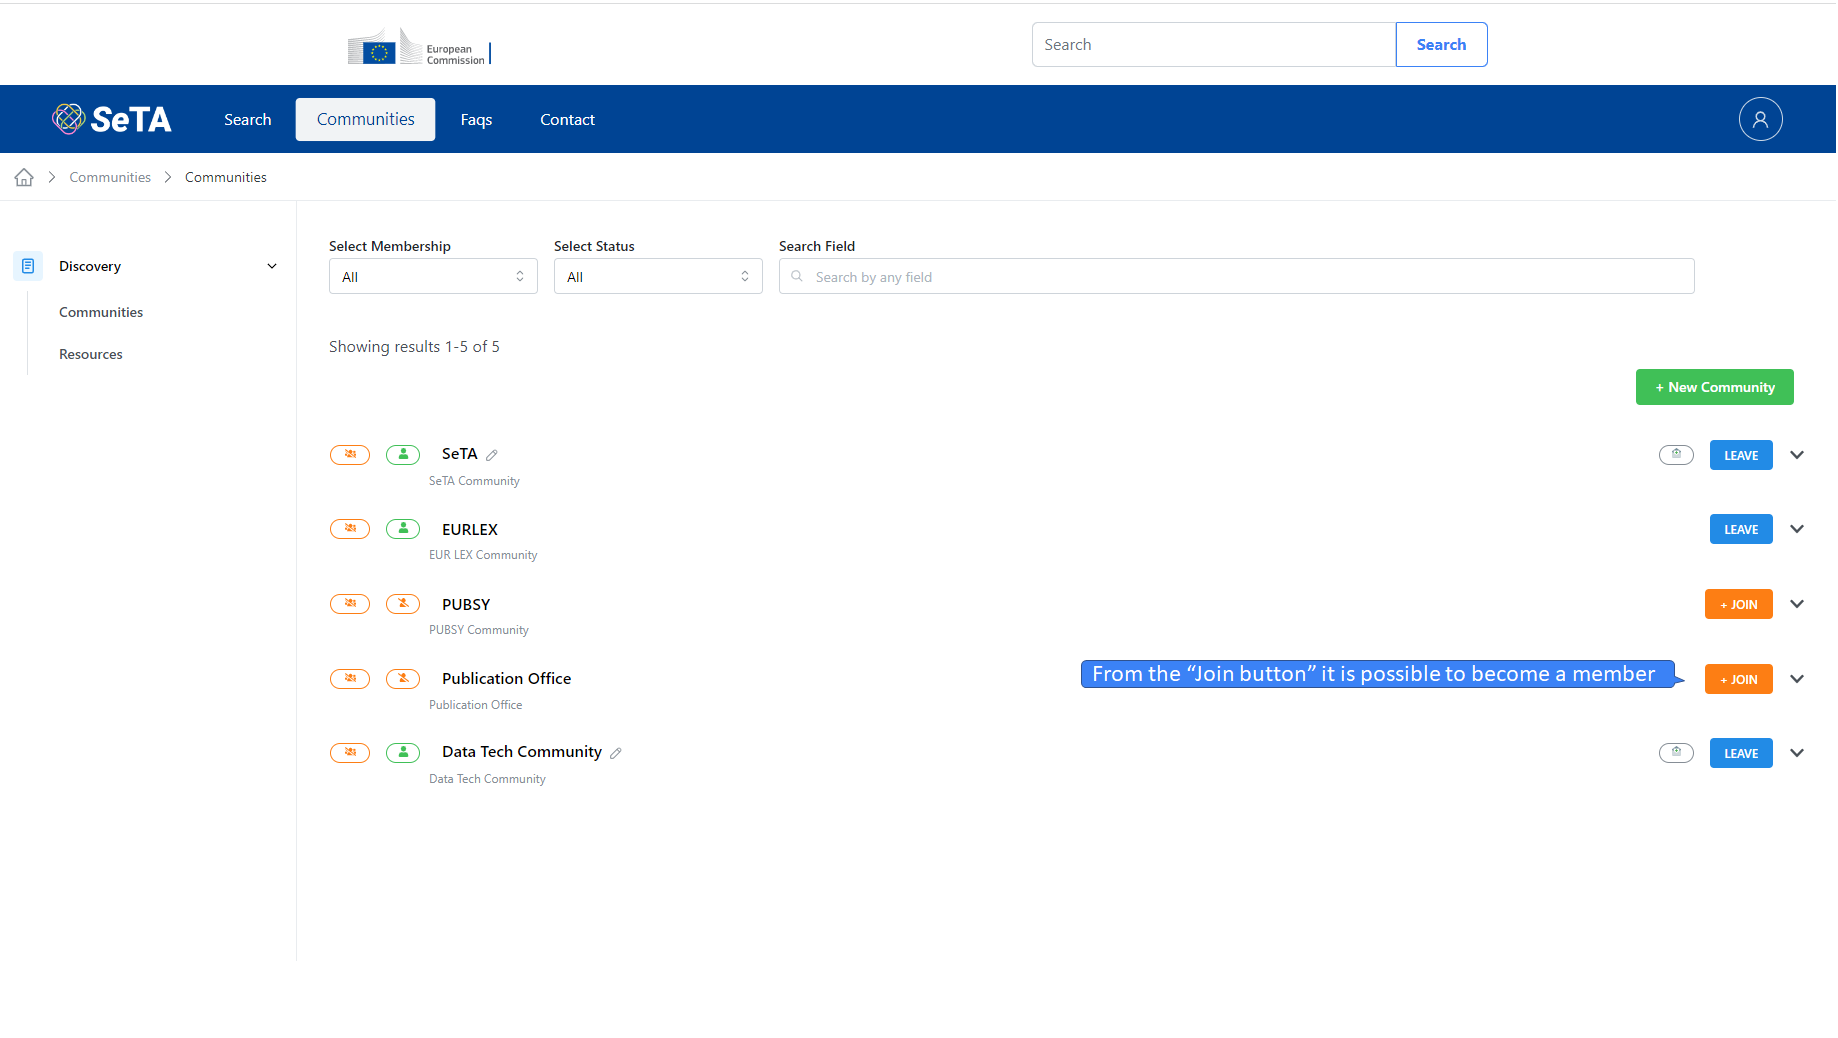 European
Commission
Search
Search
SeTA
Search
Communities
Faqs
Contact
Communities
Communities
Discovery
Communities
Resources
Select Membership
Select Status
Search Field
All
All
Search by any field
Showing results 1-5 of 5
+ New Community
SeTA
LEAVE
SeTA Community
EURLEX
LEAVE
EUR LEX Community
PUBSY
+ JOIN
PUBSY Community
Publication Office
From the “Join button” it is possible to become a member
+ JOIN
Publication Office
Data Tech Community
LEAVE
Data Tech Community